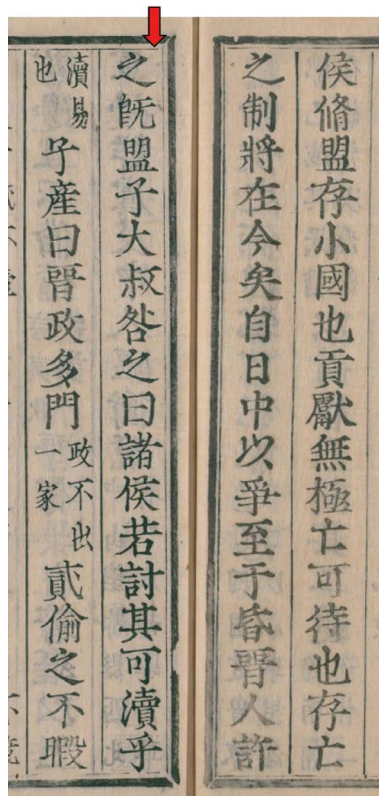 侯脩盟存小國也貢獻無極亡可待也存亡
之制將在今矣自日中以爭至于昏晉人許
之旣盟子大叔咎之曰諸侯若討其可瀆乎
瀆易
也
子產曰晉政多門
政不出
一家
貳偷之不暇